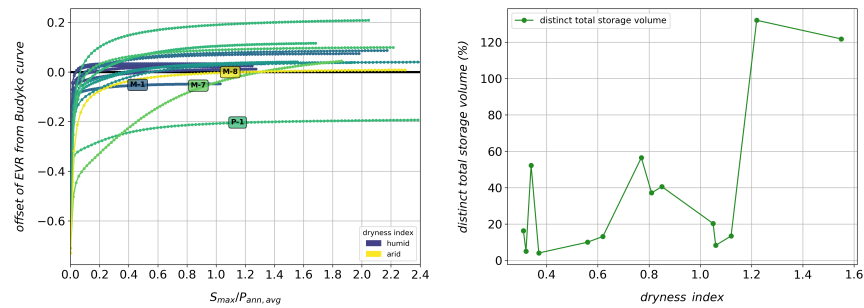 offset of EVR from Budyko curve
0.2
0.0
−0.2
−0.4
−0.6
M-8
M-1
M-7
P-1
dryness index
humid
arid
0.0 0.2 0.4 0.6 0.8 1.0 1.2 1.4 1.6 1.8 2.0 2.2 2.4
S_max/P_ann,avg
distinct total storage volume (%)
120
100
80
60
40
20
0
distinct total storage volume
0.4 0.6 0.8 1.0 1.2 1.4 1.6
dryness index